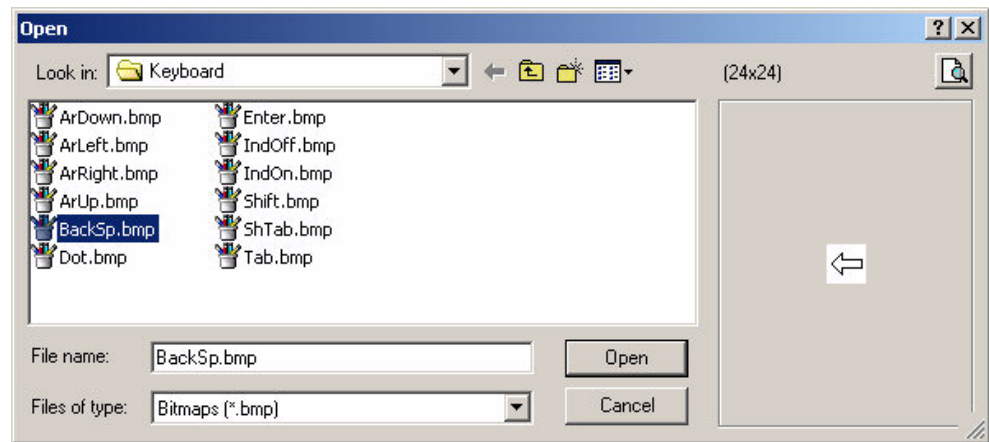 Open
Look in: Keyboard (24x24)
ArDown.bmp Enter.bmp
ArLeft.bmp IndOff.bmp
ArRight.bmp IndOn.bmp
ArUp.bmp Shift.bmp
BackSp.bmp ShTab.bmp
Dot.bmp Tab.bmp
File name: BackSp.bmp Open
Files of type: Bitmaps (*.bmp) Cancel